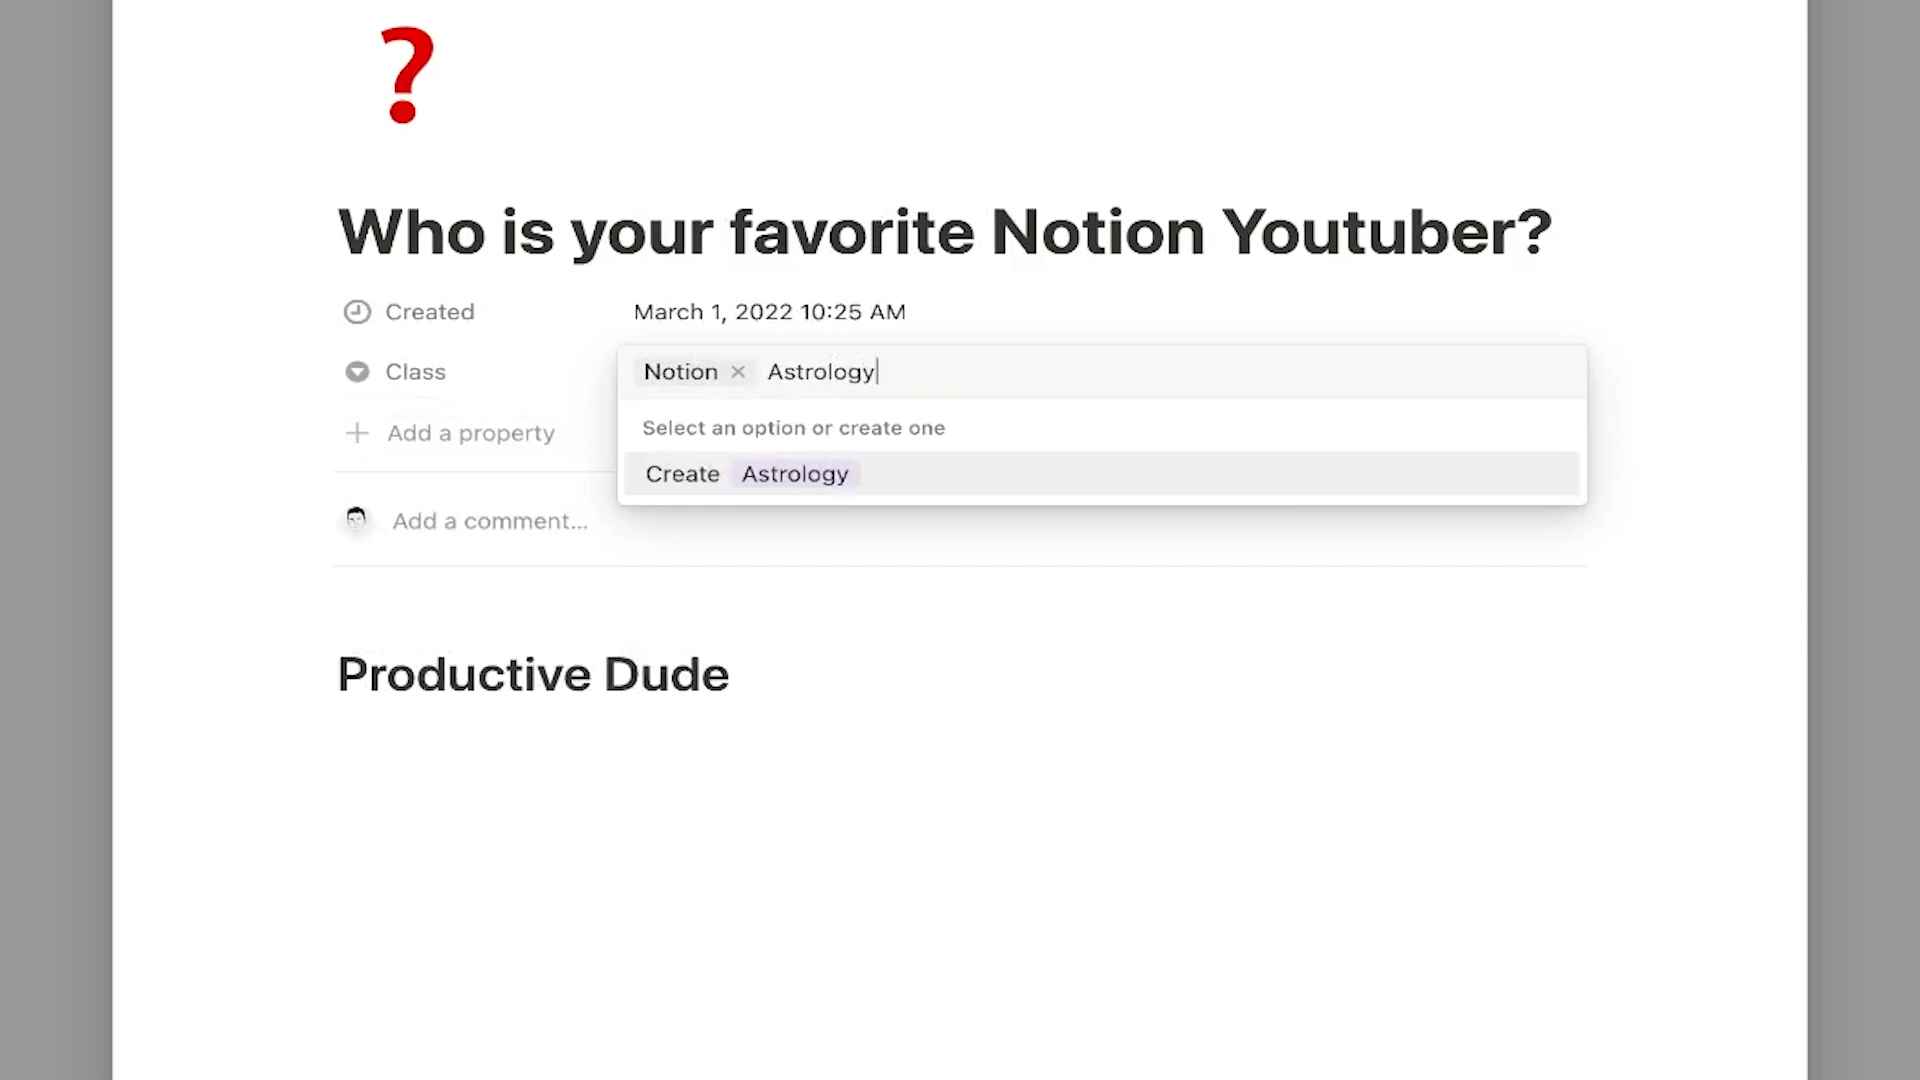 ?
Who is your favorite Notion Youtuber?
Created March 1, 2022 10:25 AM
Class Notion × Astrology
Select an option or create one
Add a property
Create Astrology
Add a comment...
Productive Dude